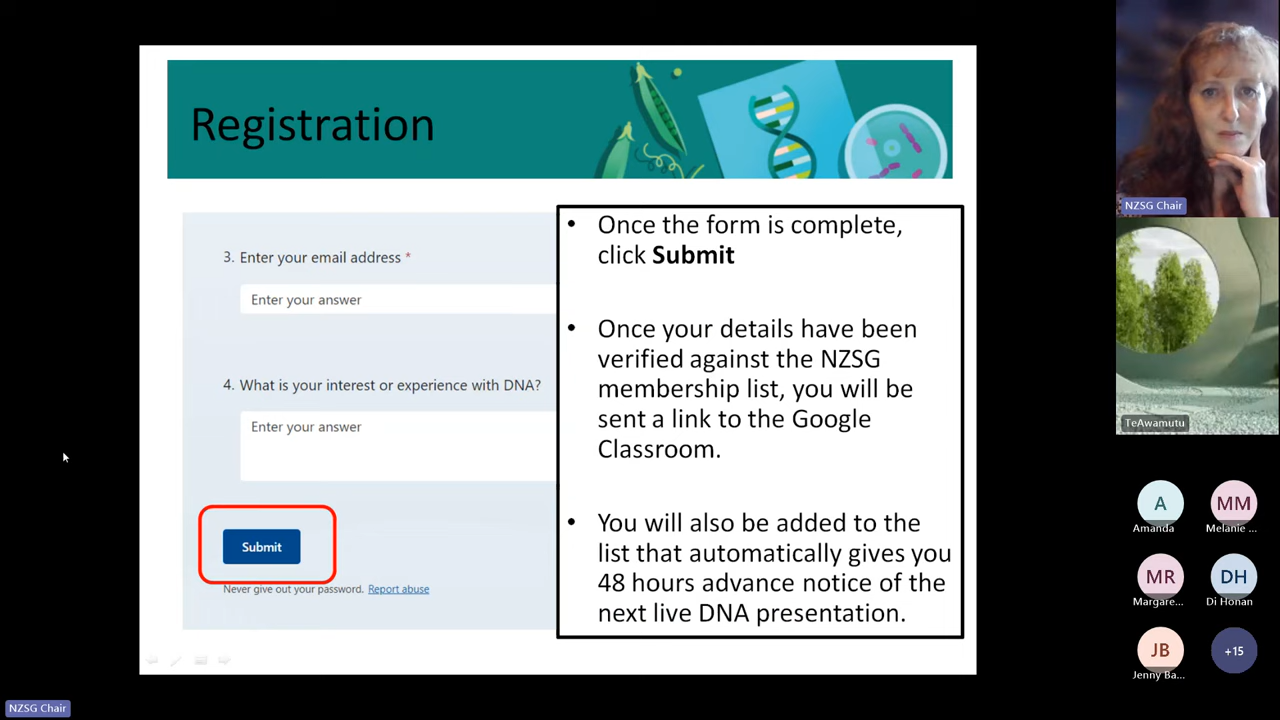 Registration
3. Enter your email address *
Enter your answer
4. What is your interest or experience with DNA?
Enter your answer
Submit
Never give out your password. Report abuse
• Once the form is complete,
click Submit
• Once your details have been
verified against the NZSG
membership list, you will be
sent a link to the Google
Classroom.
• You will also be added to the
list that automatically gives you
48 hours advance notice of the
next live DNA presentation.
NZSG Chair
TeAwamutu
A
Amanda
MM
Melanie ...
MR
Margare...
DH
Di Honan
JB
Jenny Ba...
+15
NZSG Chair